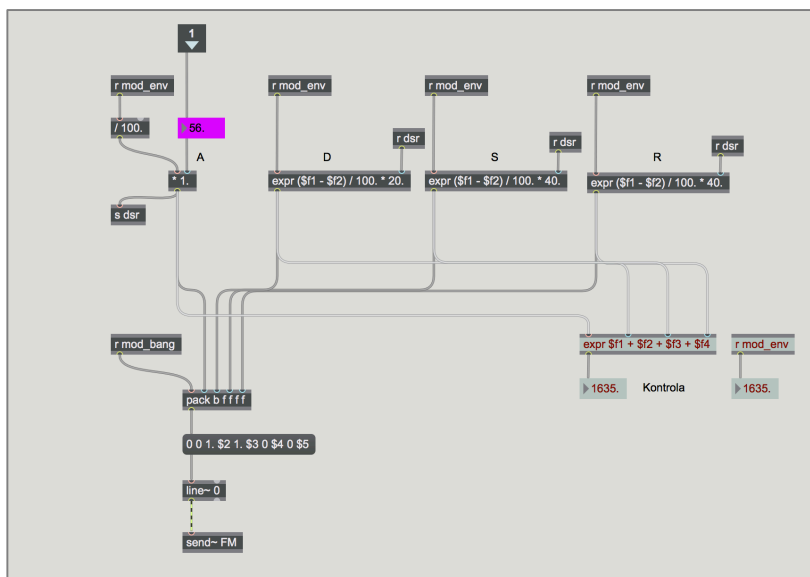 1
r mod_env
r mod_env
r mod_env
r mod_env
/ 100.
56.
r dsr
r dsr
r dsr
A
D
S
R
* 1.
expr ($f1 - $f2) / 100. * 20.
expr ($f1 - $f2) / 100. * 40.
expr ($f1 - $f2) / 100. * 40.
s dsr
r mod_bang
expr $f1 + $f2 + $f3 + $f4
r mod_env
1635.
Kontrola
1635.
pack b f f f f
0 0 1. $2 1. $3 0 $4 0 $5
line~ 0
send~ FM